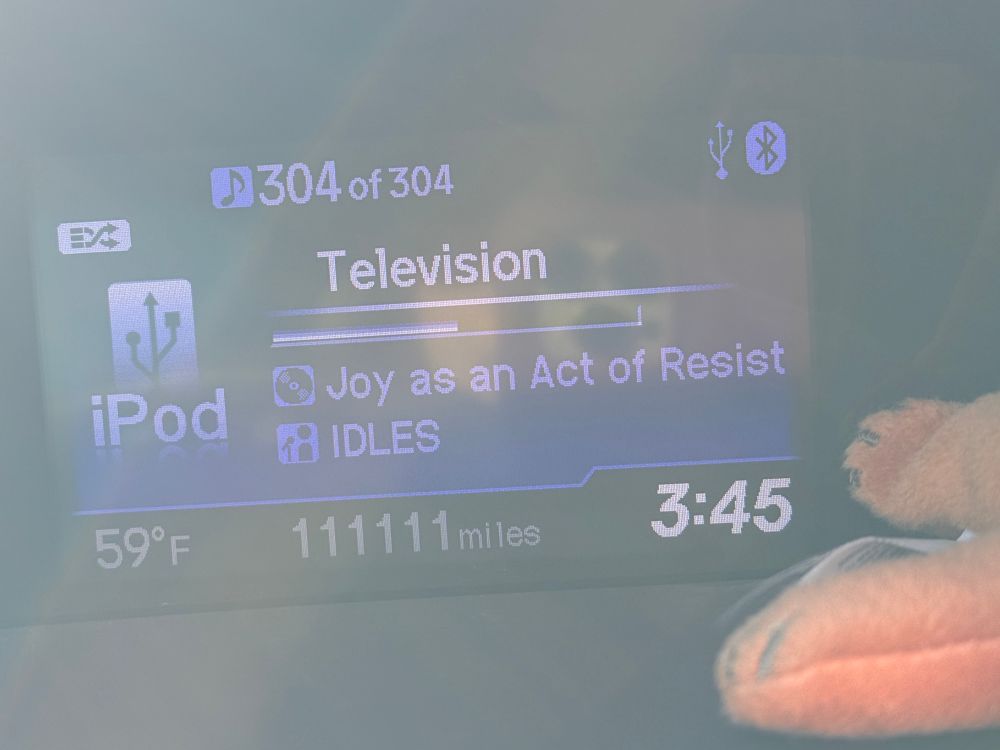 304 of 304
Television
Joy as an Act of Resist
iPod
IDLES
59°F 111111 miles 3:45